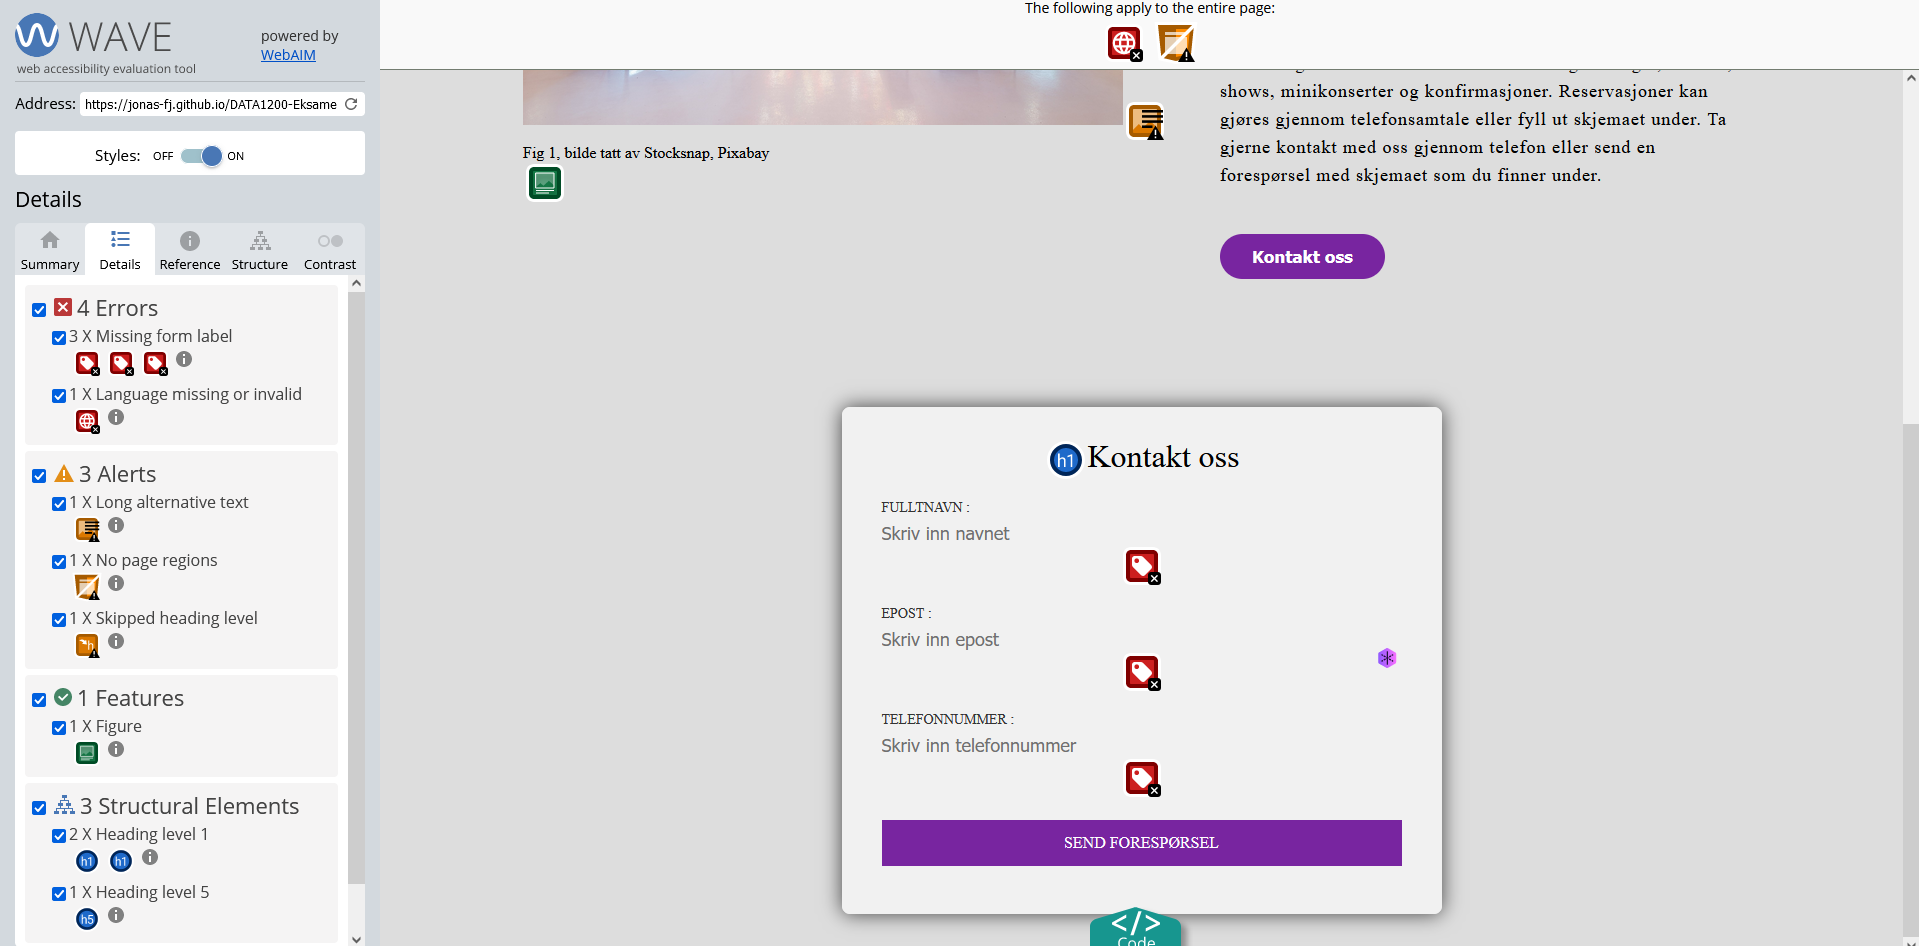 WAVE
web accessibility evaluation tool
powered by
WebAIM
Address: https://jonas-fj.github.io/DATA1200-Eksame
Styles: OFF ON
Details
Summary Details Reference Structure Contrast
4 Errors
3 X Missing form label
1 X Language missing or invalid
3 Alerts
1 X Long alternative text
1 X No page regions
1 X Skipped heading level
1 Features
1 X Figure
3 Structural Elements
2 X Heading level 1
h1 h1
1 X Heading level 5
h5
The following apply to the entire page:
Fig 1, bilde tatt av Stocksnap, Pixabay
shows, minikonserter og konfirmasjoner. Reservasjoner kan
gjøres gjennom telefonsamtale eller fyll ut skjemaet under. Ta
gjerne kontakt med oss gjennom telefon eller send en
forespørsel med skjemaet som du finner under.
Kontakt oss
h1 Kontakt oss
FULLTNAVN :
Skriv inn navnet
EPOST :
Skriv inn epost
TELEFONNUMMER :
Skriv inn telefonnummer
SEND FORESPØRSEL
</>
Code